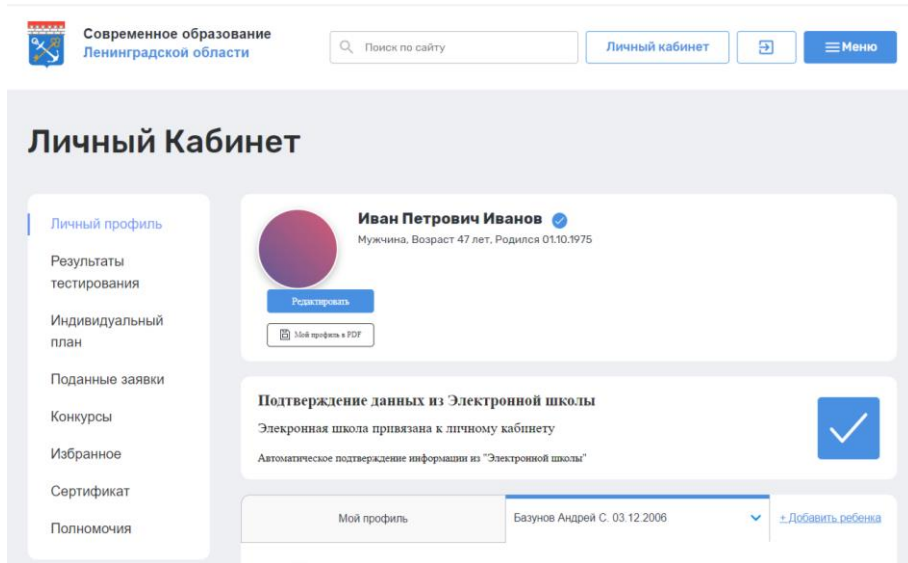 Современное образование
Ленинградской области
Поиск по сайту
Личный кабинет
Меню
Личный Кабинет
Личный профиль
Результаты
тестирования
Индивидуальный
план
Поданные заявки
Конкурсы
Избранное
Сертификат
Полномочия
Иван Петрович Иванов
Мужчина, Возраст 47 лет, Родился 01.10.1975
Редактировать
Мой профиль в PDF
Подтверждение данных из Электронной школы
Элекронная школа привязана к личному кабинету
Автоматическое подтверждение информации из "Электронной школы"
Мой профиль
Базунов Андрей С. 03.12.2006
+ Добавить ребенка